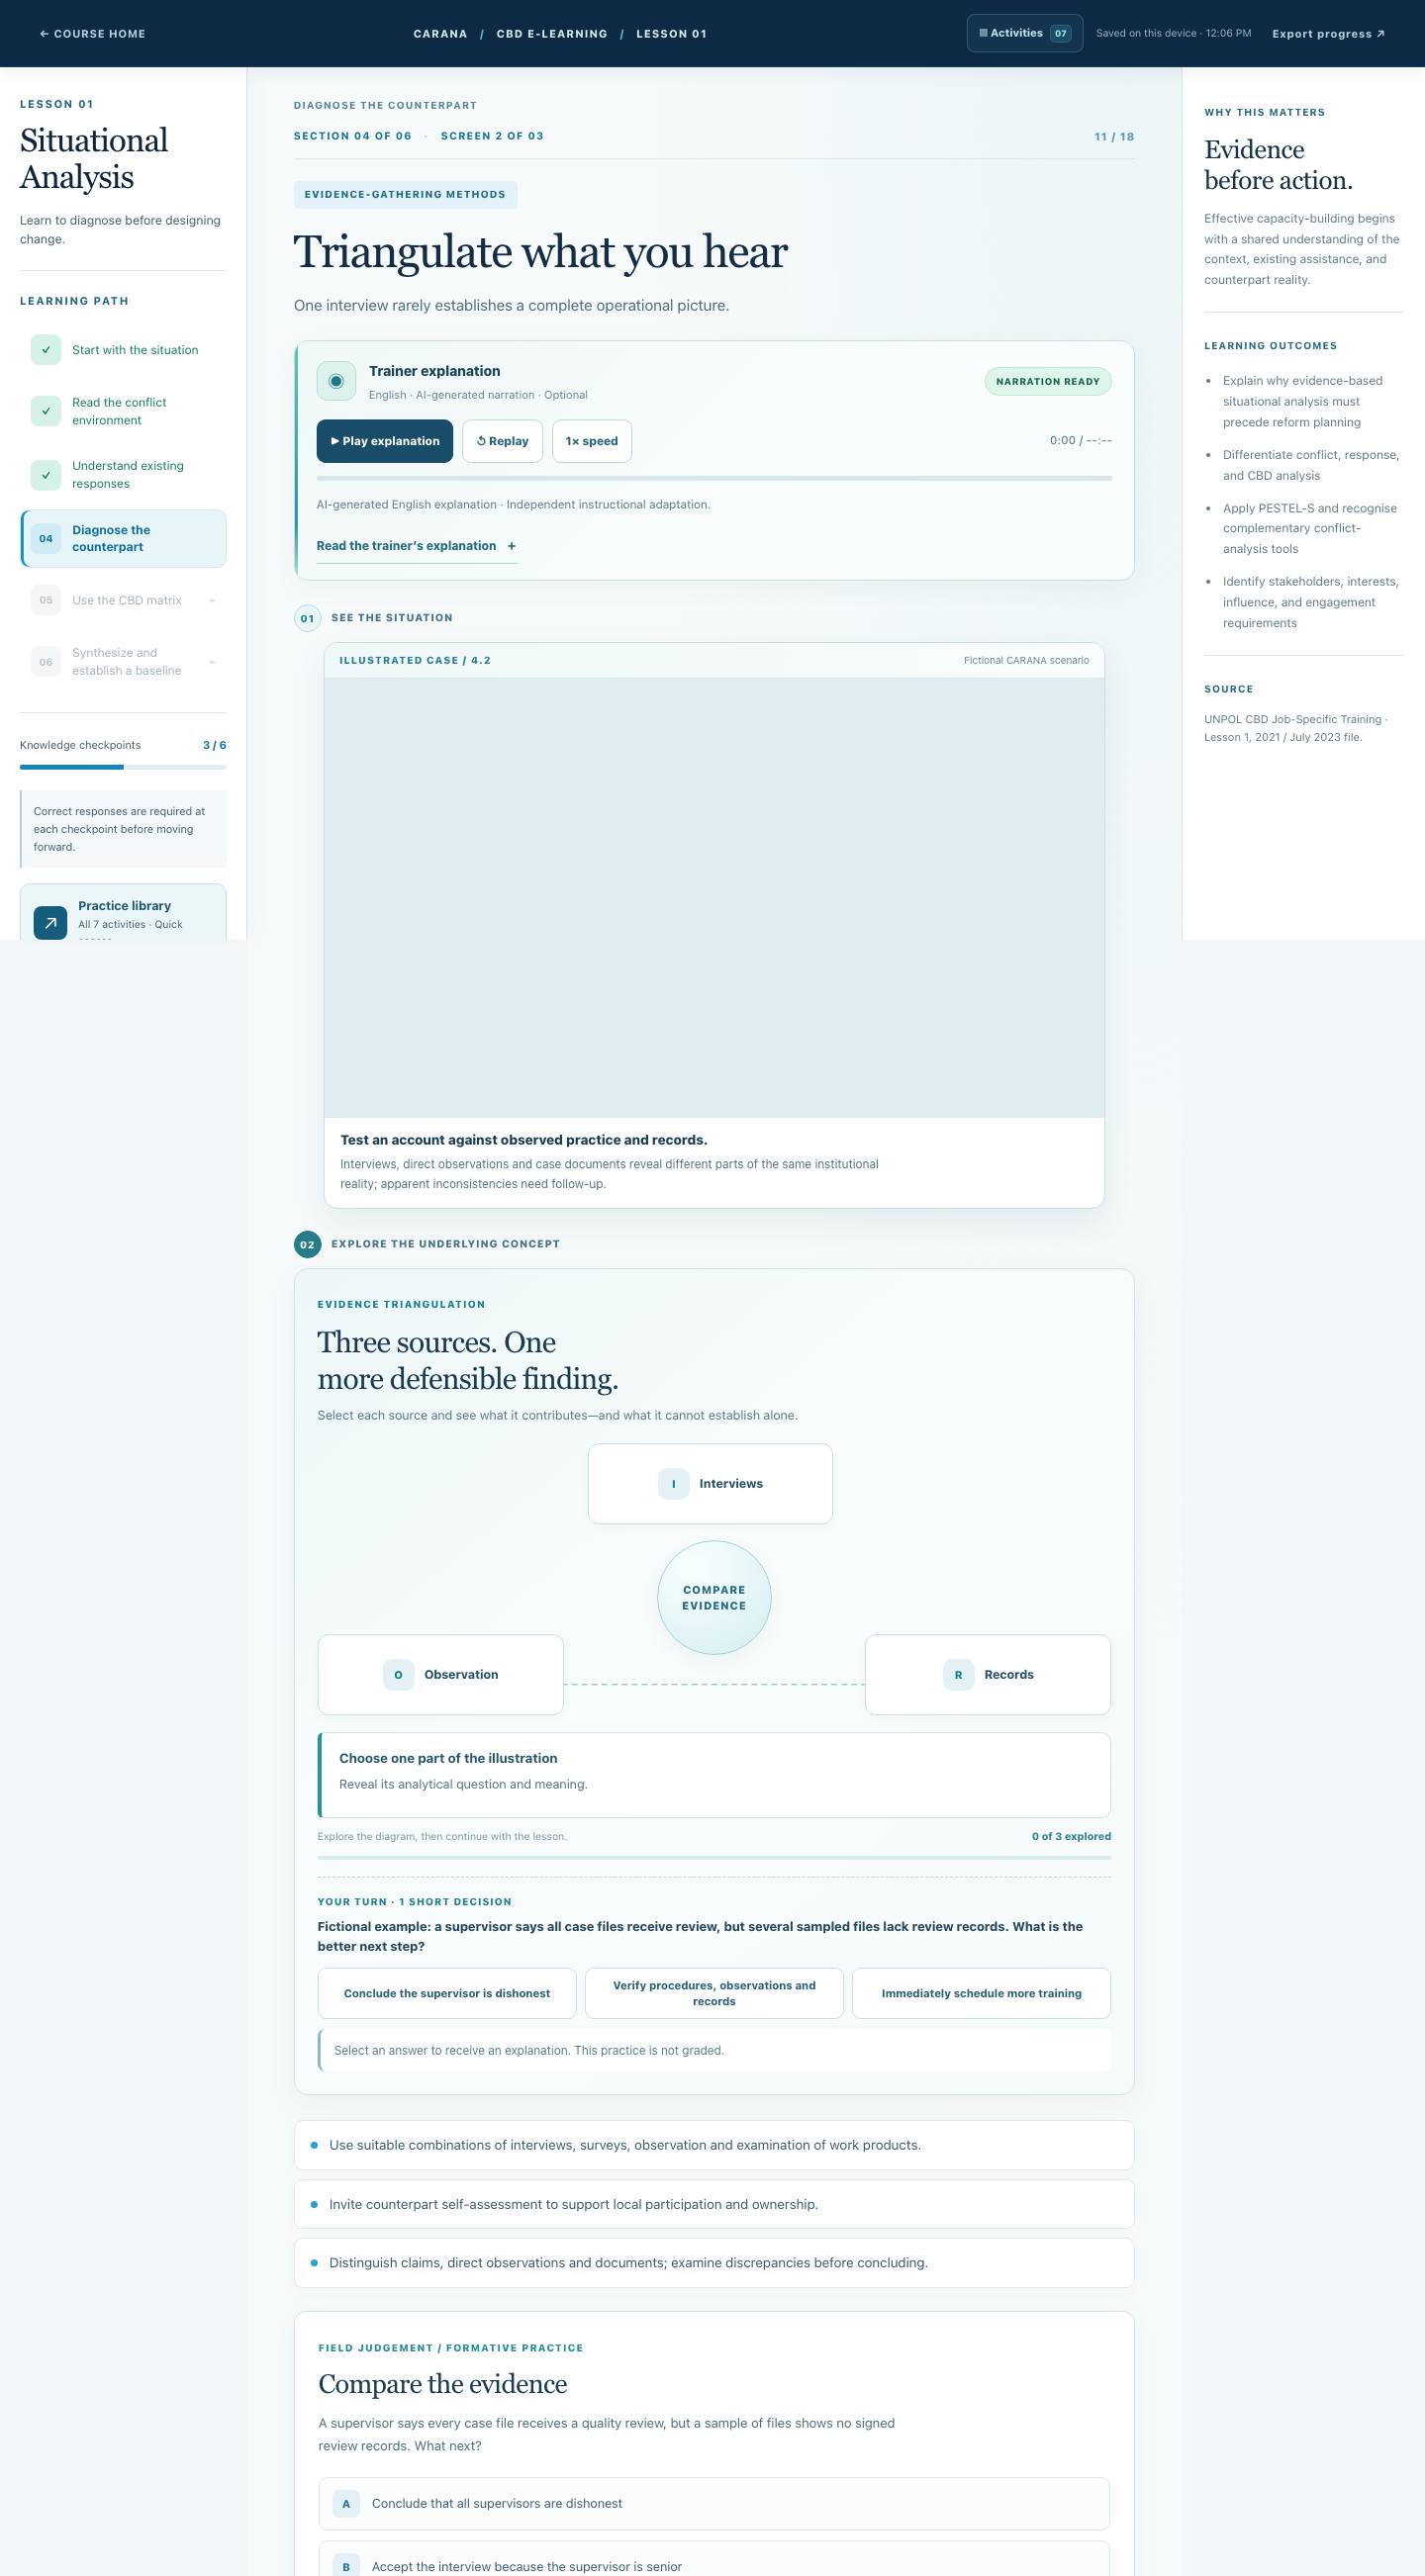 ← COURSE HOME
CARANA / CBD E-LEARNING / LESSON 01
Activities 07
Saved on this device · 12:06 PM
Export progress ↗
LESSON 01
Situational
Analysis
Learn to diagnose before designing
change.
LEARNING PATH
✓ Start with the situation
✓ Read the conflict
environment
✓ Understand existing
responses
04 Diagnose the
counterpart
05 Use the CBD matrix
06 Synthesize and
establish a baseline
Knowledge checkpoints 3 / 6
Correct responses are required at
each checkpoint before moving
forward.
Practice library
All 7 activities · Quick
DIAGNOSE THE COUNTERPART
SECTION 04 OF 06 · SCREEN 2 OF 03
11 / 18
EVIDENCE-GATHERING METHODS
Triangulate what you hear
One interview rarely establishes a complete operational picture.
Trainer explanation
English · AI-generated narration · Optional
NARRATION READY
▶ Play explanation
↺ Replay
1× speed
0:00 / --:--
AI-generated English explanation · Independent instructional adaptation.
Read the trainer’s explanation +
01 SEE THE SITUATION
ILLUSTRATED CASE / 4.2
Fictional CARANA scenario
Test an account against observed practice and records.
Interviews, direct observations and case documents reveal different parts of the same institutional
reality; apparent inconsistencies need follow-up.
02 EXPLORE THE UNDERLYING CONCEPT
EVIDENCE TRIANGULATION
Three sources. One
more defensible finding.
Select each source and see what it contributes—and what it cannot establish alone.
I Interviews
COMPARE
EVIDENCE
O Observation
R Records
Choose one part of the illustration
Reveal its analytical question and meaning.
Explore the diagram, then continue with the lesson.
0 of 3 explored
YOUR TURN · 1 SHORT DECISION
Fictional example: a supervisor says all case files receive review, but several sampled files lack review records. What is the
better next step?
Conclude the supervisor is dishonest
Verify procedures, observations and
records
Immediately schedule more training
Select an answer to receive an explanation. This practice is not graded.
Use suitable combinations of interviews, surveys, observation and examination of work products.
Invite counterpart self-assessment to support local participation and ownership.
Distinguish claims, direct observations and documents; examine discrepancies before concluding.
FIELD JUDGEMENT / FORMATIVE PRACTICE
Compare the evidence
A supervisor says every case file receives a quality review, but a sample of files shows no signed
review records. What next?
A Conclude that all supervisors are dishonest
B Accept the interview because the supervisor is senior
WHY THIS MATTERS
Evidence
before action.
Effective capacity-building begins
with a shared understanding of the
context, existing assistance, and
counterpart reality.
LEARNING OUTCOMES
• Explain why evidence-based
situational analysis must
precede reform planning
• Differentiate conflict, response,
and CBD analysis
• Apply PESTEL-S and recognise
complementary conflict-
analysis tools
• Identify stakeholders, interests,
influence, and engagement
requirements
SOURCE
UNPOL CBD Job-Specific Training ·
Lesson 1, 2021 / July 2023 file.